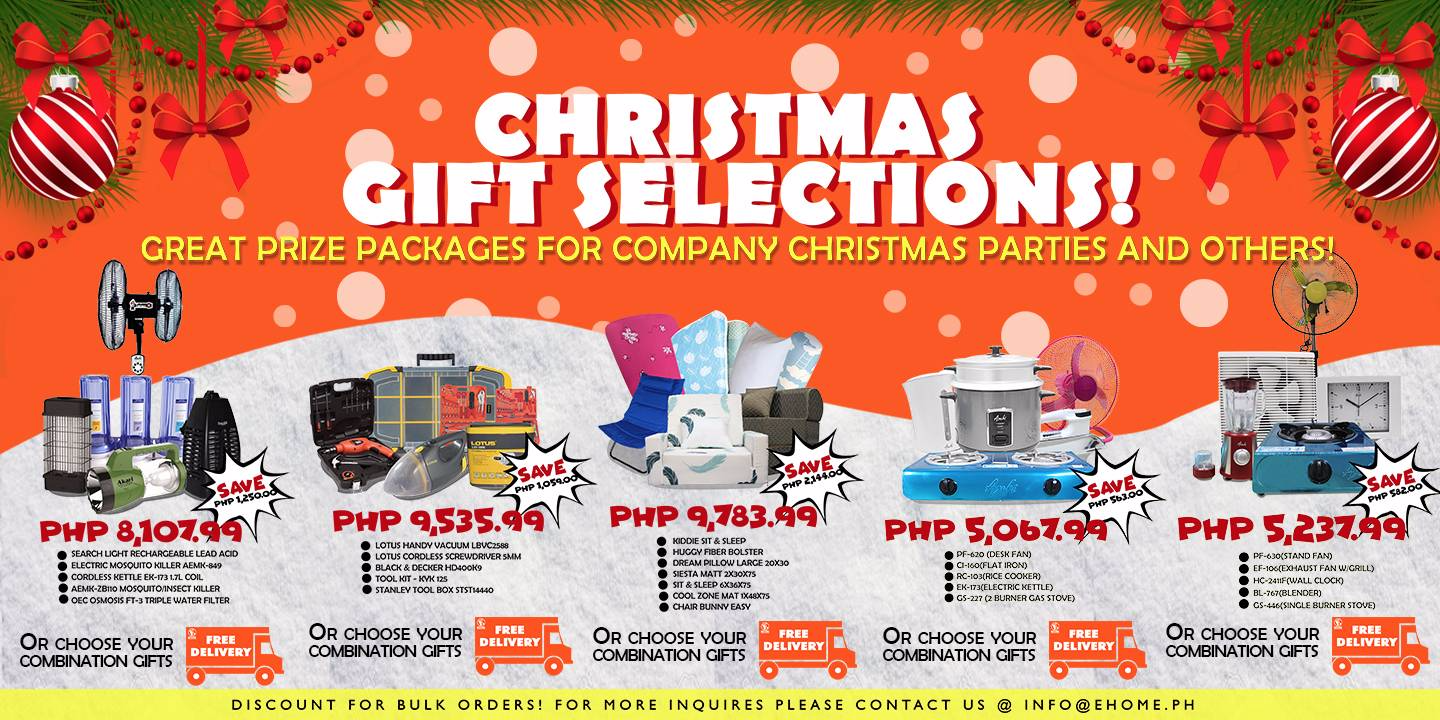 CHRISTMAS
GIFT SELECTIONS!
GREAT PRIZE PACKAGES FOR COMPANY CHRISTMAS PARTIES AND OTHERS!
SAVE
PHP 1,250.00
PHP 8,107.99
SEARCH LIGHT RECHARGEABLE LEAD ACID
ELECTRIC MOSQUITO KILLER AEMK-849
CORDLESS KETTLE EK-173 1.7L COIL
AEMK-ZB110 MOSQUITO/INSECT KILLER
OEC OSMOSIS FT-3 TRIPLE WATER FILTER
OR CHOOSE YOUR
COMBINATION GIFTS
FREE
DELIVERY
LOTUS
SAVE
PHP 1,059.00
PHP 9,535.99
LOTUS HANDY VACUUM LBVC2588
LOTUS CORDLESS SCREWDRIVER 5MM
BLACK & DECKER HD400K9
TOOL KIT - KYK 125
STANLEY TOOL BOX STST14440
OR CHOOSE YOUR
COMBINATION GIFTS
FREE
DELIVERY
SAVE
PHP 2,144.00
PHP 9,783.99
KIDDIE SIT & SLEEP
HUGGY FIBER BOLSTER
DREAM PILLOW LARGE 20X30
SIESTA MATT 2X30X75
SIT & SLEEP 6X36X75
COOL ZONE MAT 1X48X75
CHAIR BUNNY EASY
OR CHOOSE YOUR
COMBINATION GIFTS
FREE
DELIVERY
Asahi
SAVE
PHP 563.00
PHP 5,067.99
PF-620 (DESK FAN)
CI-160(FLAT IRON)
RC-103(RICE COOKER)
EK-173(ELECTRIC KETTLE)
GS-227 (2 BURNER GAS STOVE)
OR CHOOSE YOUR
COMBINATION GIFTS
FREE
DELIVERY
SAVE
PHP 582.00
PHP 5,237.99
PF-630(STAND FAN)
EF-106(EXHAUST FAN W/GRILL)
HC-2411F(WALL CLOCK)
BL-767(BLENDER)
GS-446(SINGLE BURNER STOVE)
OR CHOOSE YOUR
COMBINATION GIFTS
FREE
DELIVERY
DISCOUNT FOR BULK ORDERS! FOR MORE INQUIRES PLEASE CONTACT US @ INFO@EHOME.PH